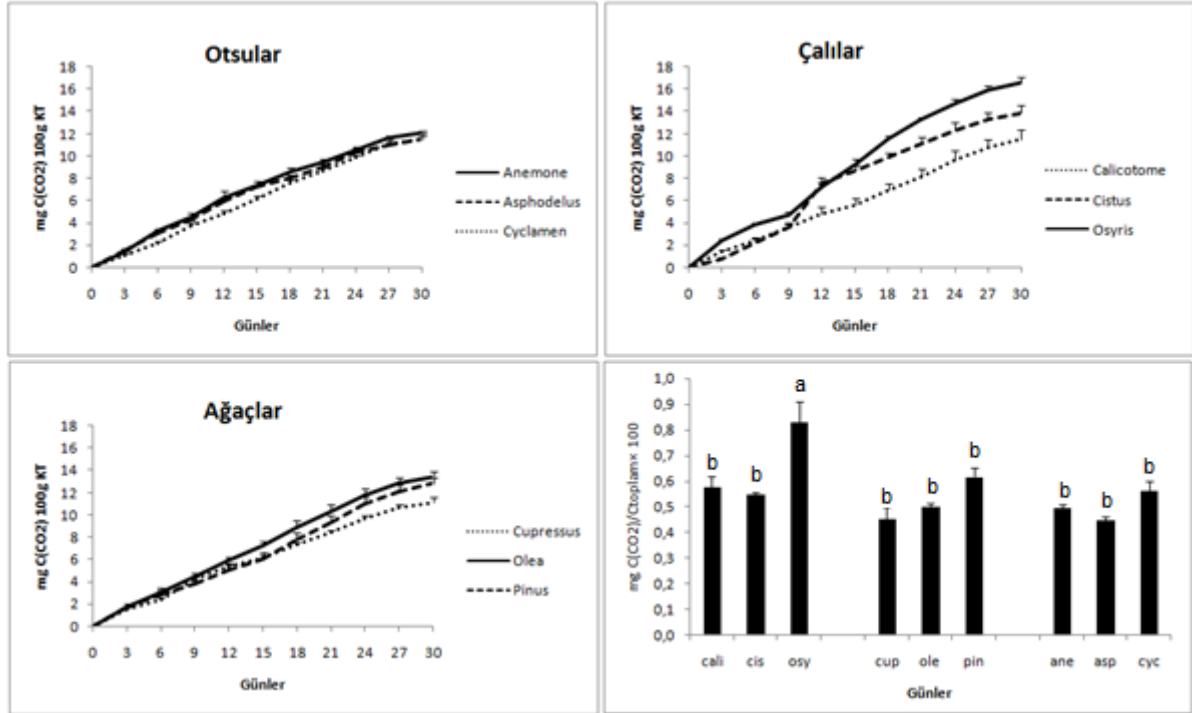 Otsular
mg C(CO2) 100g KT
18
16
14
12
10
8
6
4
2
0
0 3 6 9 12 15 18 21 24 27 30
Günler
Anemone
Asphodelus
Cyclamen
Çalılar
mg C(CO2) 100g KT
18
16
14
12
10
8
6
4
2
0
0 3 6 9 12 15 18 21 24 27 30
Günler
Calicotome
Cistus
Osyris
Ağaçlar
mg C(CO2) 100g KT
18
16
14
12
10
8
6
4
2
0
0 3 6 9 12 15 18 21 24 27 30
Günler
Cupressus
Olea
Pinus
mg C(CO2)/Ctoplam× 100
1,0
0,9
0,8
0,7
0,6
0,5
0,4
0,3
0,2
0,1
0,0
b b a b b b b b b
cali cis osy cup ole pin ane asp cyc
Günler